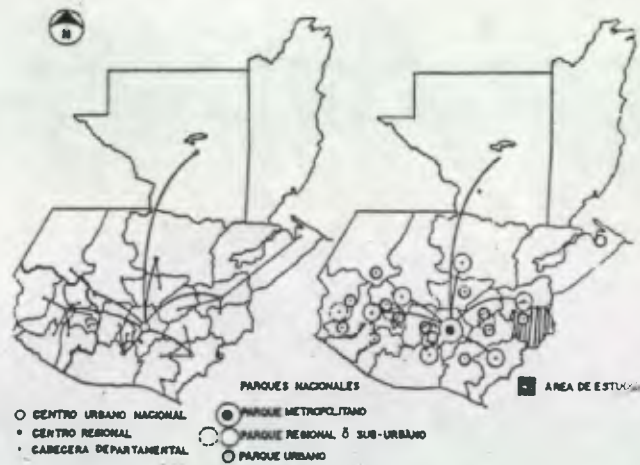 N
PARQUES NACIONALES
AREA DE
CENTRO URBANO NACIONAL
CENTRO REGIONAL
CABECERA DEPARTAMENTAL
PARQUE METROPOLITANO
PARQUE REGIONAL Ó SUB-URBANO
PARQUE URBANO